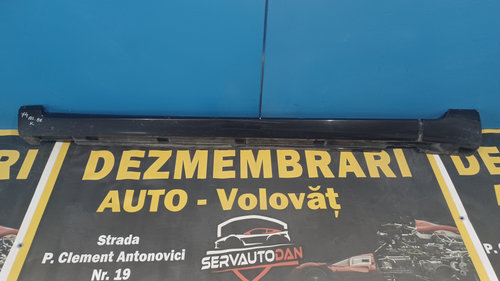 DEZMEMBRARI
AUTO - Volovăț
Strada
P. Clement Antonovici
Nr. 19
SERVAUTODAN